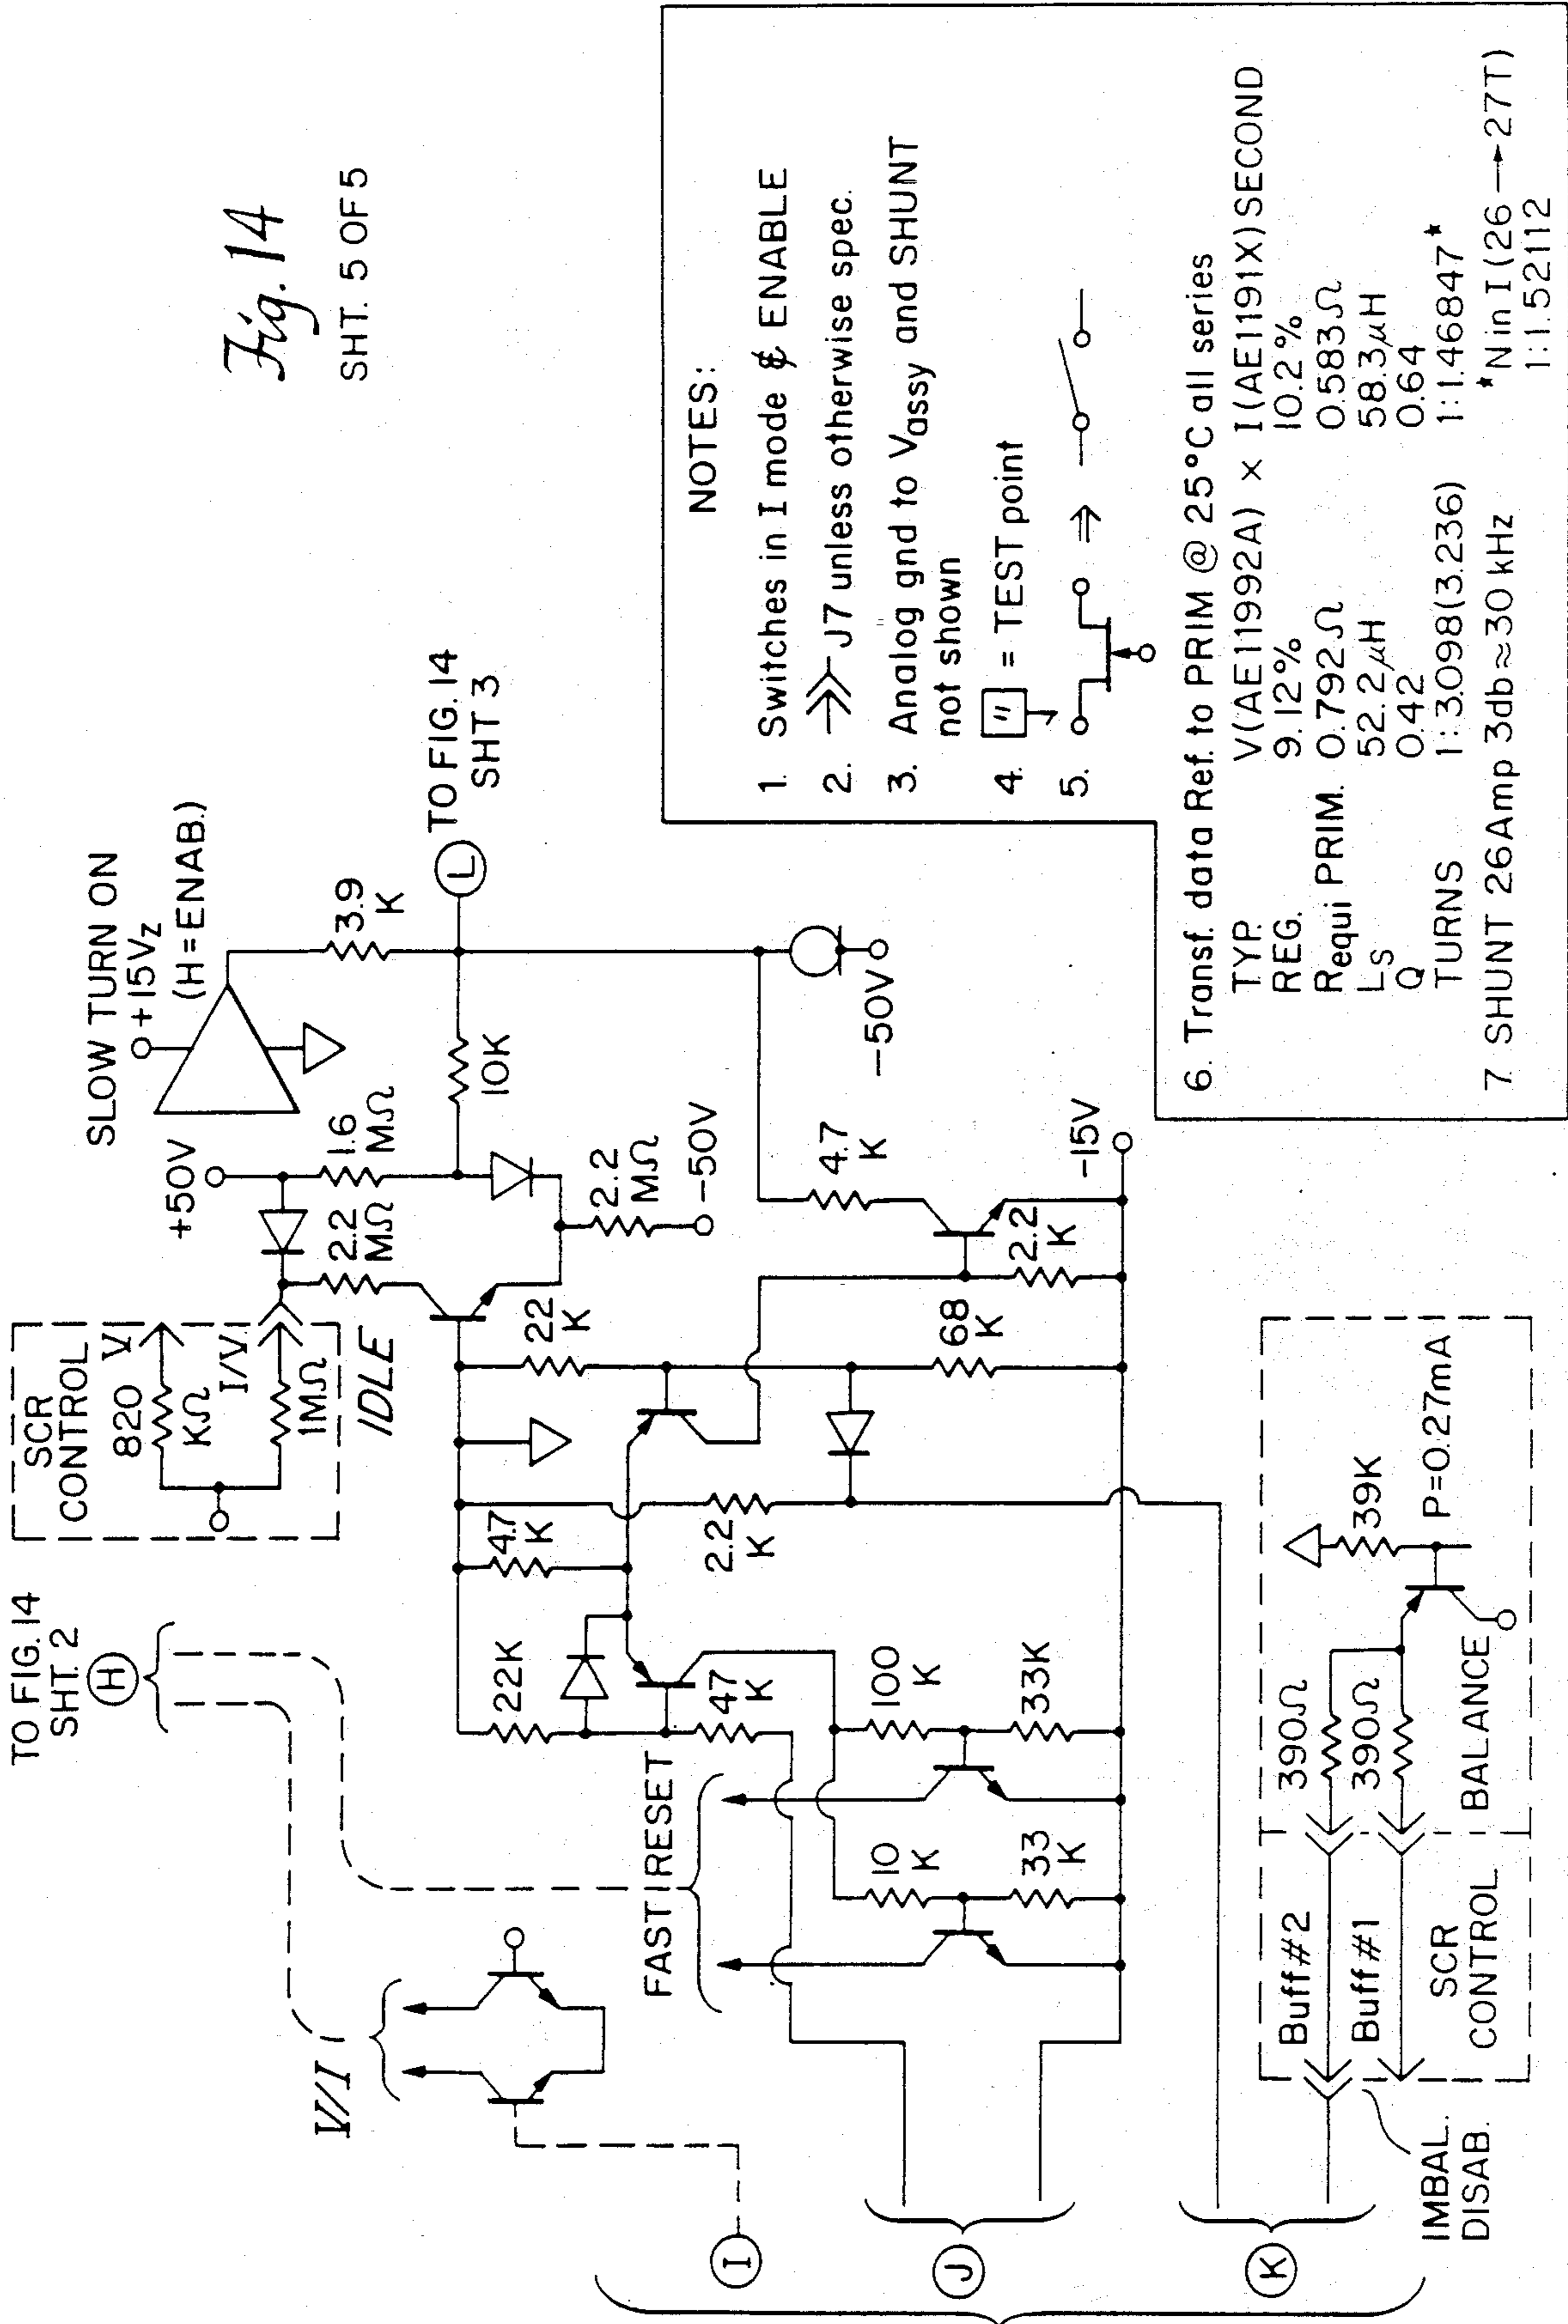 Fig. 14
SHT. 5 OF 5
SLOW TURN ON
+15Vz
(H=ENAB.)
3.9
K
L
TO FIG. 14
SHT 3
+50V
1.6
MΩ
2.2
MΩ
10K
2.2
MΩ
-50V
-50V
SCR
CONTROL
820
KΩ
V
I/V
1MΩ
IDLE
22
K
4.7
K
2.2
K
68
K
-15V
TO FIG. 14
SHT. 2
H
4.7
K
2.2
K
22K
47
K
100
K
33K
FAST I RESET
10
K
33
K
V/I
I
J
K
IMBAL.
DISAB.
Buff#2
Buff#1
SCR
CONTROL
390Ω
390Ω
BALANCE
39K
P=0.27mA
NOTES:
1. Switches in I mode & ENABLE
2. J7 unless otherwise spec.
3. Analog gnd to Vassy and SHUNT
not shown
4. " = TEST point
5. ⇒
6. Transf. data Ref. to PRIM @ 25°C all series
TYP. V(AE11992A) x I(AE1191X)SECOND
REG. 9.12% 10.2%
Requi PRIM. 0.792Ω 0.583Ω
LS 52.2μH 58.3μH
Q 0.42 0.64
TURNS 1:3.098(3.236) 1:1.46847*
*N in I (26→27T)
1:1.52112
7. SHUNT 26Amp 3db≈30kHz